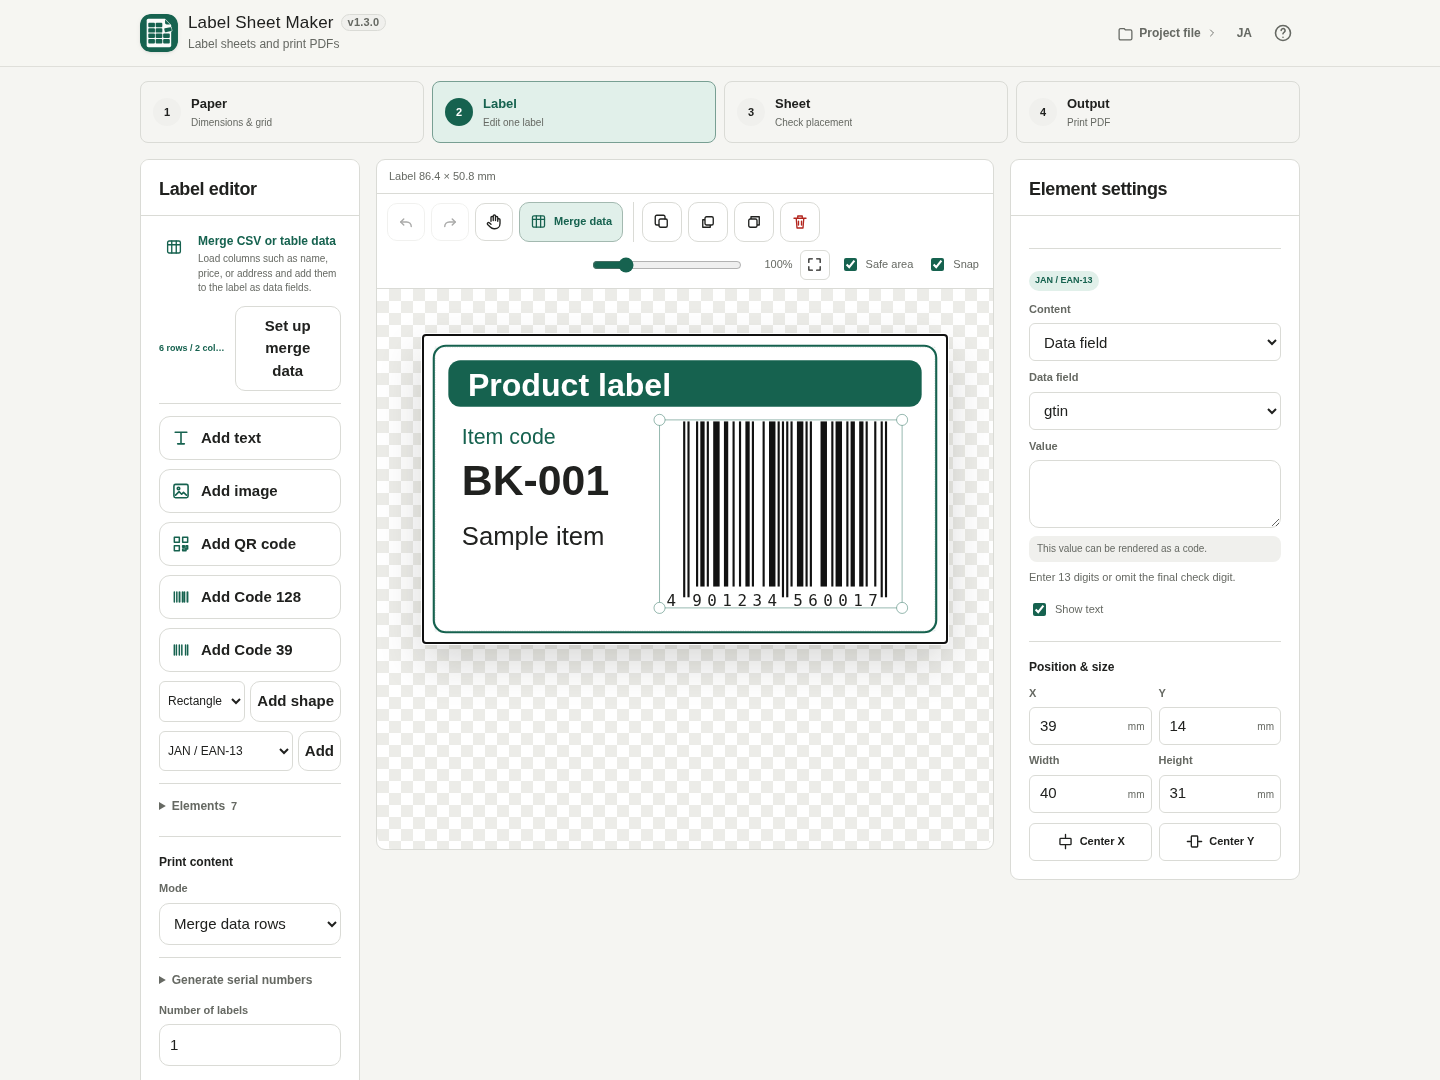 Label Sheet Maker v1.3.0
Label sheets and print PDFs
Project file
JA
1
Paper
Dimensions & grid
2
Label
Edit one label
3
Sheet
Check placement
4
Output
Print PDF
Label editor
Merge CSV or table data
Load columns such as name,
price, or address and add them
to the label as data fields.
6 rows / 2 col…
Set up
merge
data
Add text
Add image
Add QR code
Add Code 128
Add Code 39
Rectangle
Add shape
JAN / EAN-13
Add
Elements 7
Print content
Mode
Merge data rows
Generate serial numbers
Number of labels
1
Label 86.4 × 50.8 mm
Merge data
100%
Safe area
Snap
Product label
Item code
BK-001
Sample item
4 901234 560017
Element settings
JAN / EAN-13
Content
Data field
Data field
gtin
Value
This value can be rendered as a code.
Enter 13 digits or omit the final check digit.
Show text
Position & size
X
Y
39 mm
14 mm
Width
Height
40 mm
31 mm
Center X
Center Y